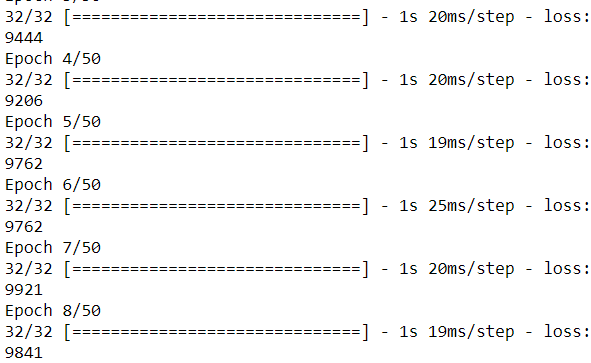 32/32 [==============================] - 1s 20ms/step - loss:
9444
Epoch 4/50
32/32 [==============================] - 1s 20ms/step - loss:
9206
Epoch 5/50
32/32 [==============================] - 1s 19ms/step - loss:
9762
Epoch 6/50
32/32 [==============================] - 1s 25ms/step - loss:
9762
Epoch 7/50
32/32 [==============================] - 1s 20ms/step - loss:
9921
Epoch 8/50
32/32 [==============================] - 1s 19ms/step - loss:
9841